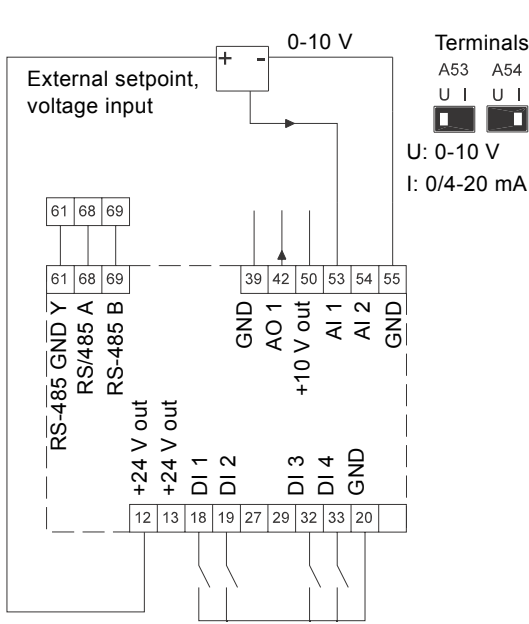 0-10 V
Terminals
+ -
A53 A54
External setpoint,
voltage input
U I U I
U: 0-10 V
I: 0/4-20 mA
61 68 69
61 68 69
39 42 50 53 54 55
RS-485 GND Y
RS/485 A
RS-485 B
GND
AO 1
+10 V out
AI 1
AI 2
GND
+24 V out
+24 V out
DI 1
DI 2
DI 3
DI 4
GND
12 13 18 19 27 29 32 33 20